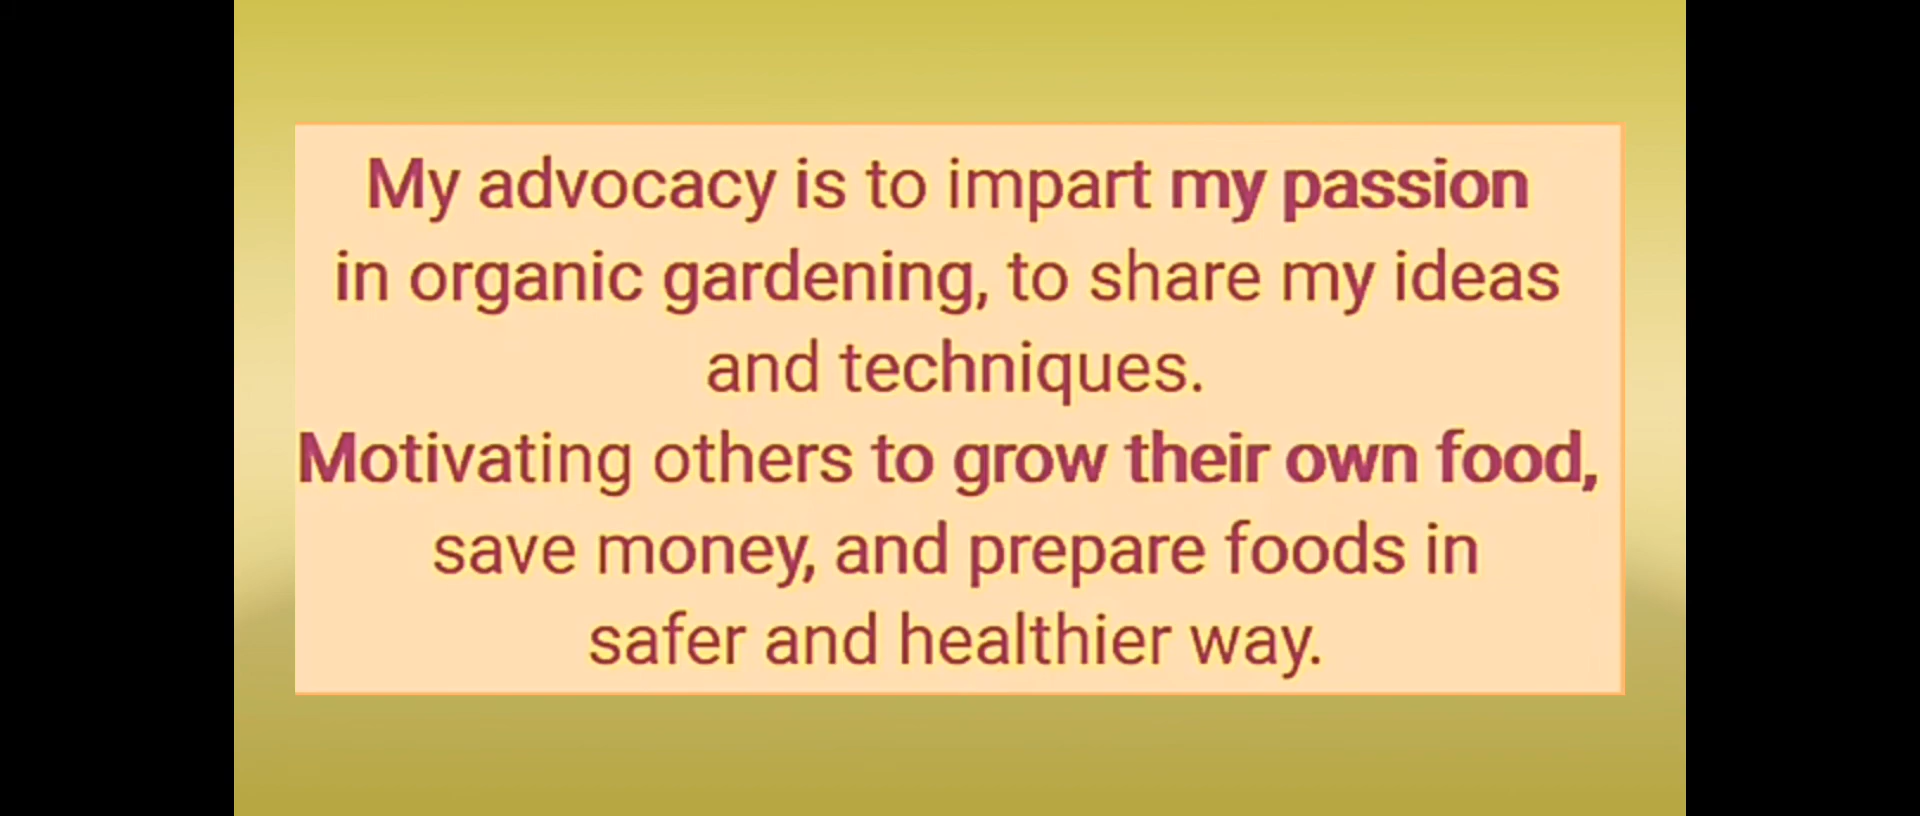 My advocacy is to impart my passion
in organic gardening, to share my ideas
and techniques.
Motivating others to grow their own food,
save money, and prepare foods in
safer and healthier way.